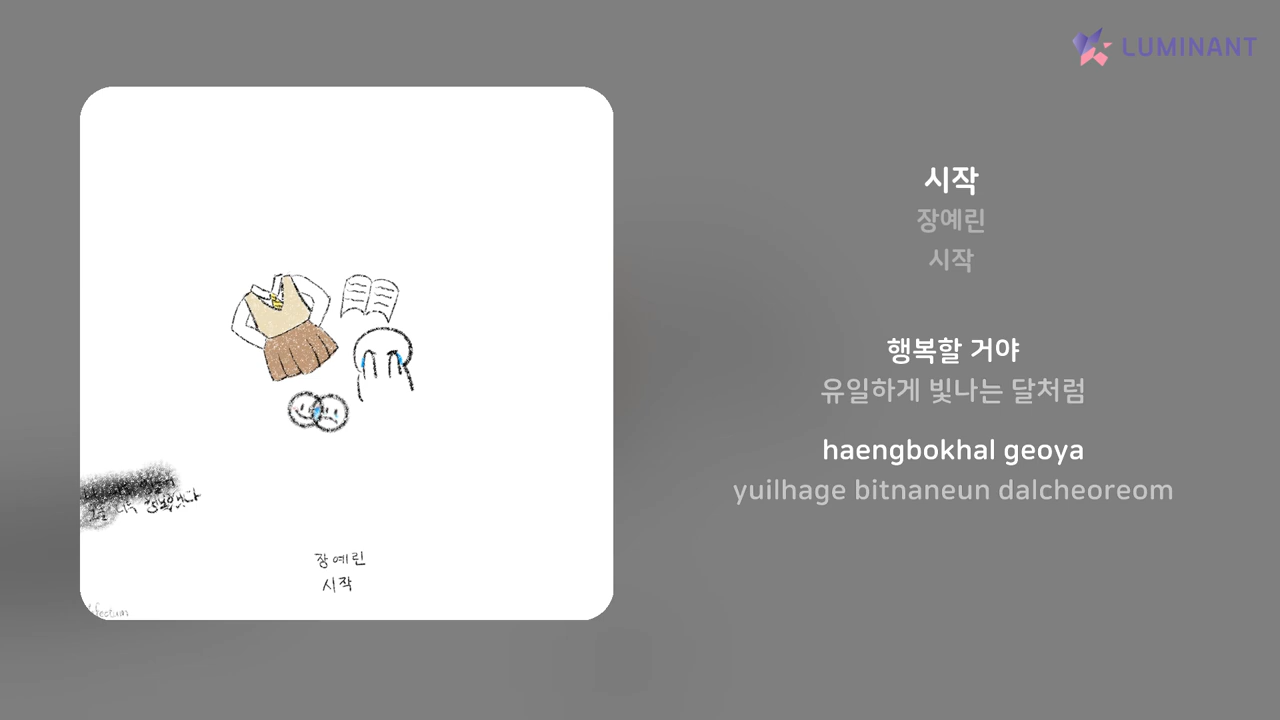 LUMINANT
시작
장예린
시작
행복할 거야
유일하게 빛나는 달처럼
haengbokhal geoya
yuilhage bitnaneun dalcheoreom
장예린
시작